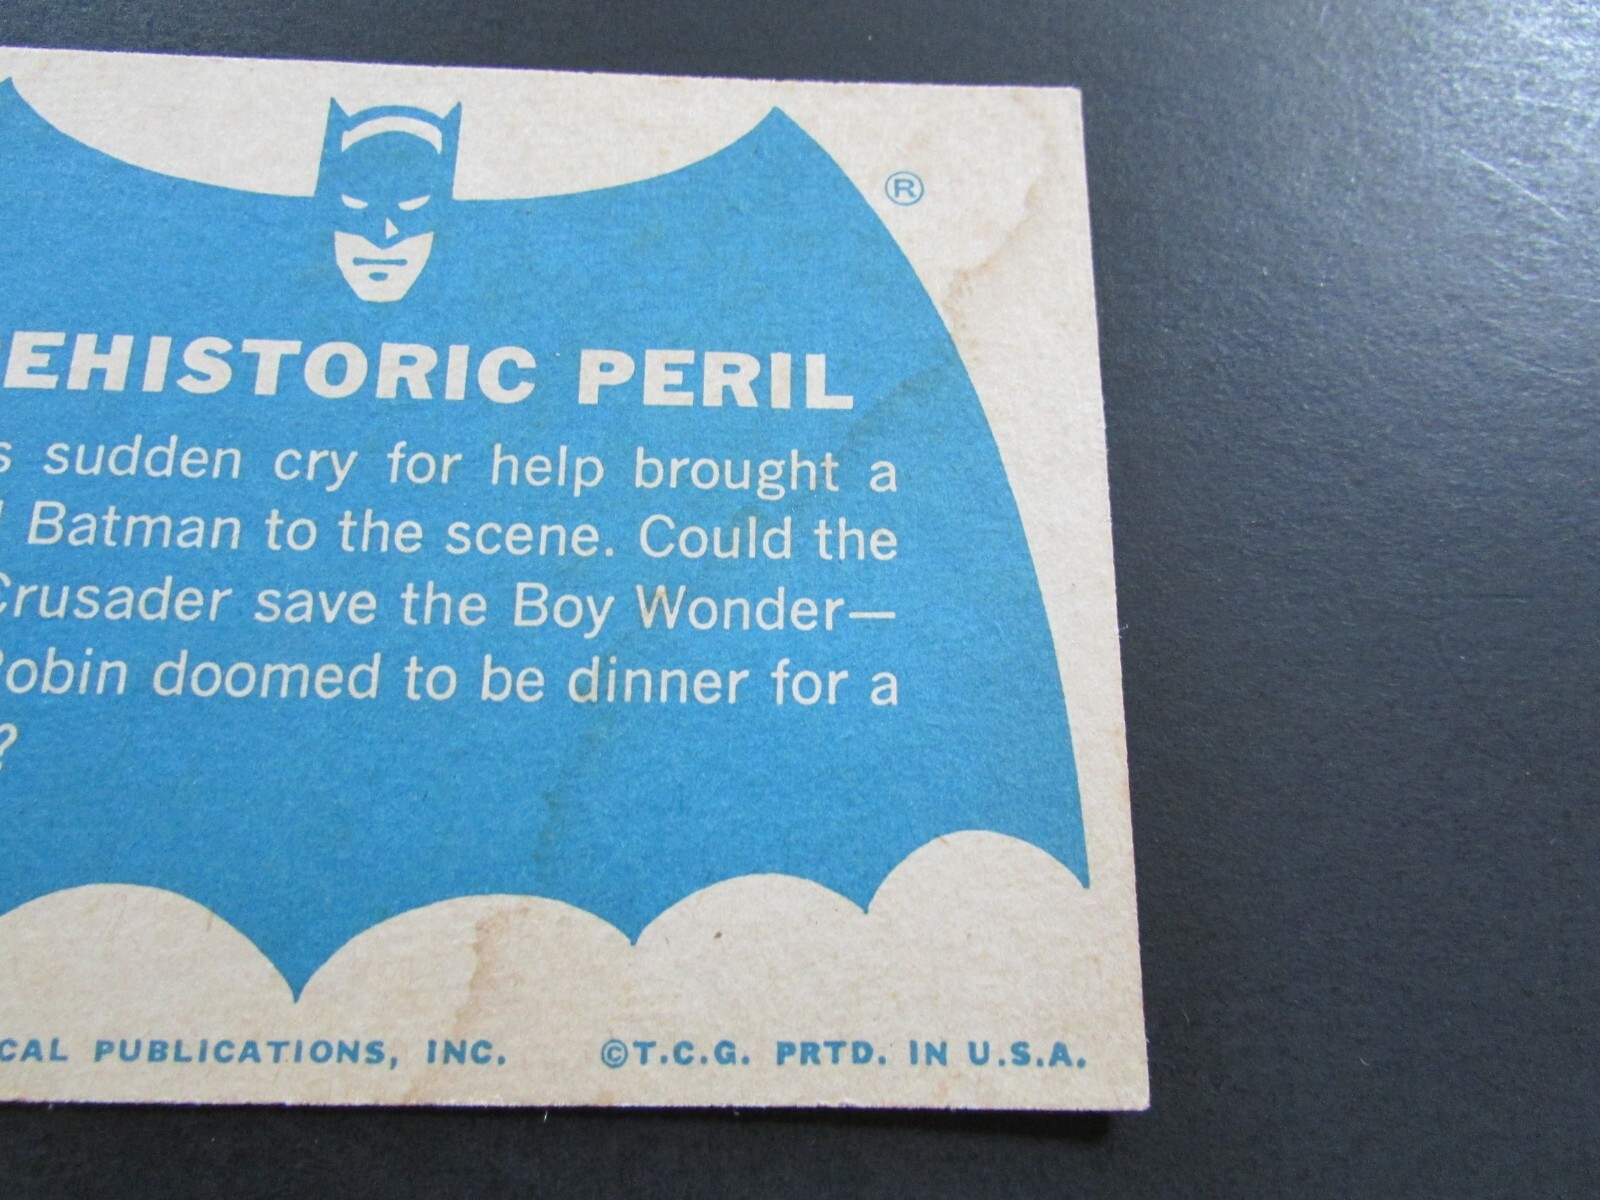 ®
EHISTORIC PERIL
s sudden cry for help brought a
Batman to the scene. Could the
Crusader save the Boy Wonder—
Robin doomed to be dinner for a
?
CAL PUBLICATIONS, INC. ©T.C.G. PRTD. IN U.S.A.